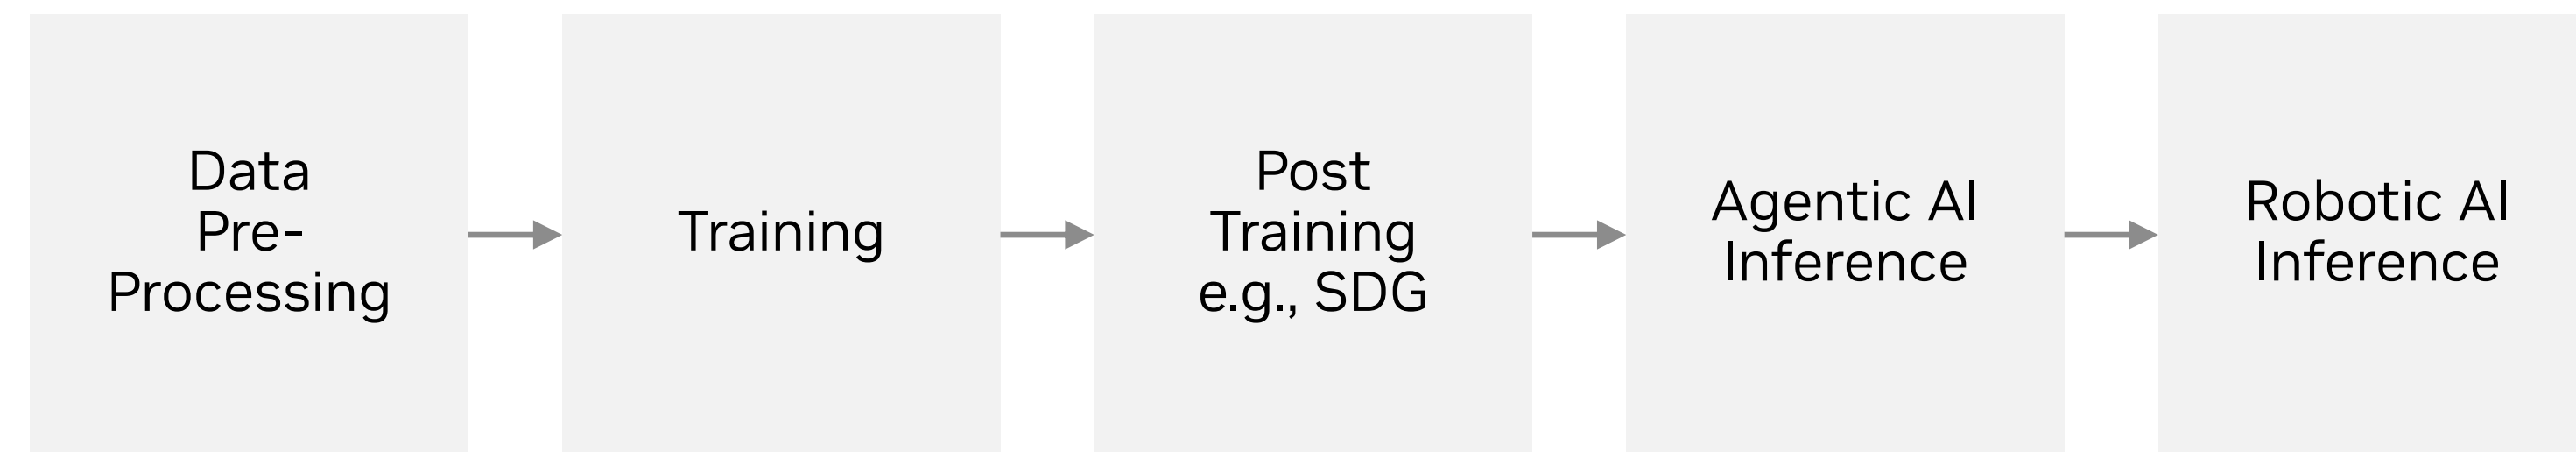 Data
Pre-
Processing
Training
Post
Training
e.g., SDG
Agentic AI
Inference
Robotic AI
Inference